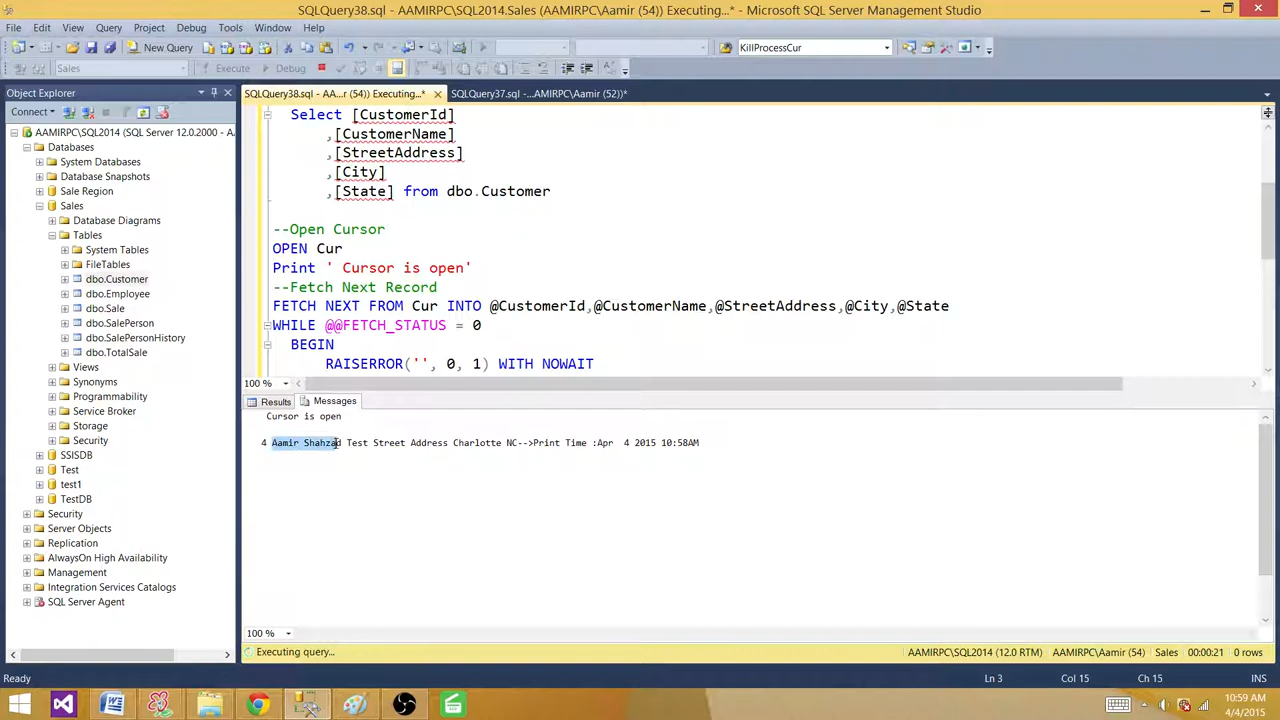 SQLQuery38.sql - AAMIRPC\SQL2014.Sales (AAMIRPC\Aamir (54)) Executing...* - Microsoft SQL Server Management Studio
File Edit View Query Project Debug Tools Window Help
New Query KillProcessCur
Sales Execute Debug
Object Explorer
SQLQuery38.sql - AA...r (54)) Executing...*
SQLQuery37.sql -...AMIRPC\Aamir (52))*
Connect
AAMIRPC\SQL2014 (SQL Server 12.0.2000 - A
Databases
System Databases
Database Snapshots
Sale Region
Sales
Database Diagrams
Tables
System Tables
FileTables
dbo.Customer
dbo.Employee
dbo.Sale
dbo.SalePerson
dbo.SalePersonHistory
dbo.TotalSale
Views
Synonyms
Programmability
Service Broker
Storage
Security
SSISDB
Test
test1
TestDB
Security
Server Objects
Replication
AlwaysOn High Availability
Management
Integration Services Catalogs
SQL Server Agent
Select [CustomerId]
,[CustomerName]
,[StreetAddress]
,[City]
,[State] from dbo.Customer
--Open Cursor
OPEN Cur
Print ' Cursor is open'
--Fetch Next Record
FETCH NEXT FROM Cur INTO @CustomerId,@CustomerName,@StreetAddress,@City,@State
WHILE @@FETCH_STATUS = 0
BEGIN
RAISERROR('', 0, 1) WITH NOWAIT
100 %
Results Messages
Cursor is open
4 Aamir Shahzad Test Street Address Charlotte NC-->Print Time :Apr  4 2015 10:58AM
100 %
Executing query... AAMIRPC\SQL2014 (12.0 RTM) AAMIRPC\Aamir (54) Sales 00:00:21 0 rows
Ready Ln 3 Col 15 Ch 15 INS
10:59 AM
4/4/2015